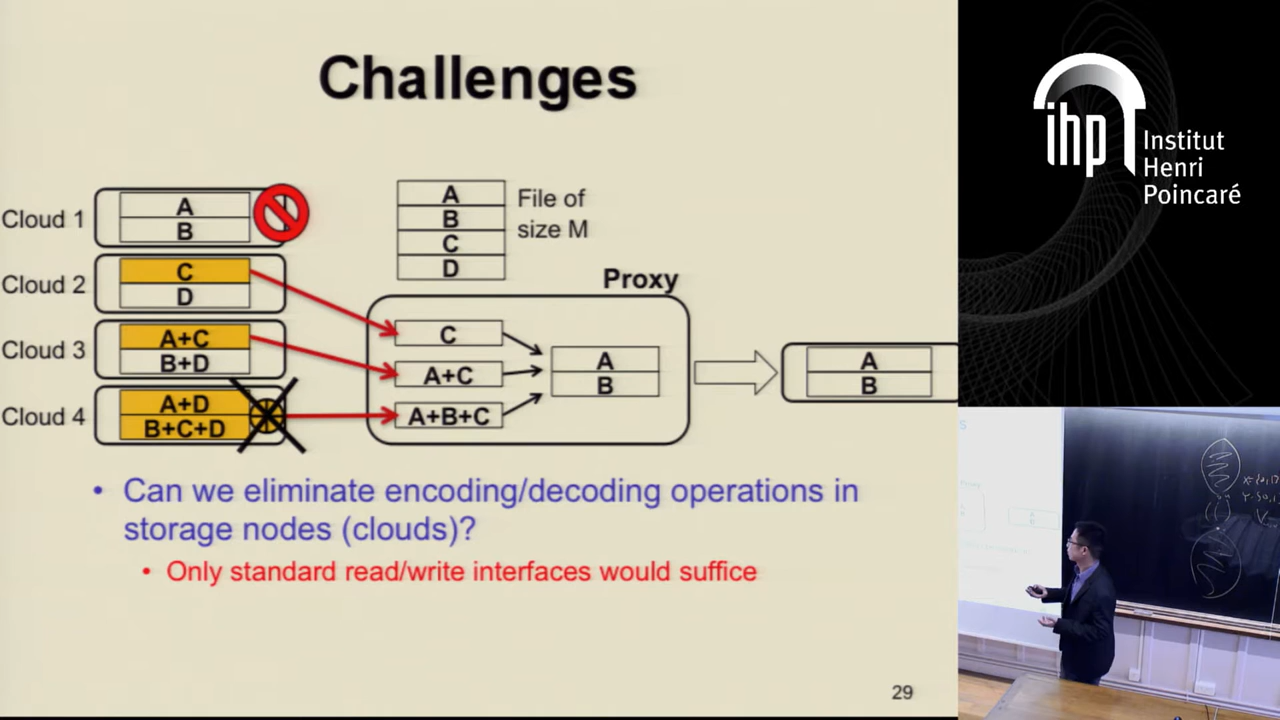 Challenges
Cloud 1
A
B
Cloud 2
C
D
Cloud 3
A+C
B+D
Cloud 4
A+D
B+C+D
A
B
C
D
File of
size M
Proxy
C
A+C
A+B+C
A
B
A
B
• Can we eliminate encoding/decoding operations in
storage nodes (clouds)?
• Only standard read/write interfaces would suffice
29
ihp
Institut
Henri
Poincaré